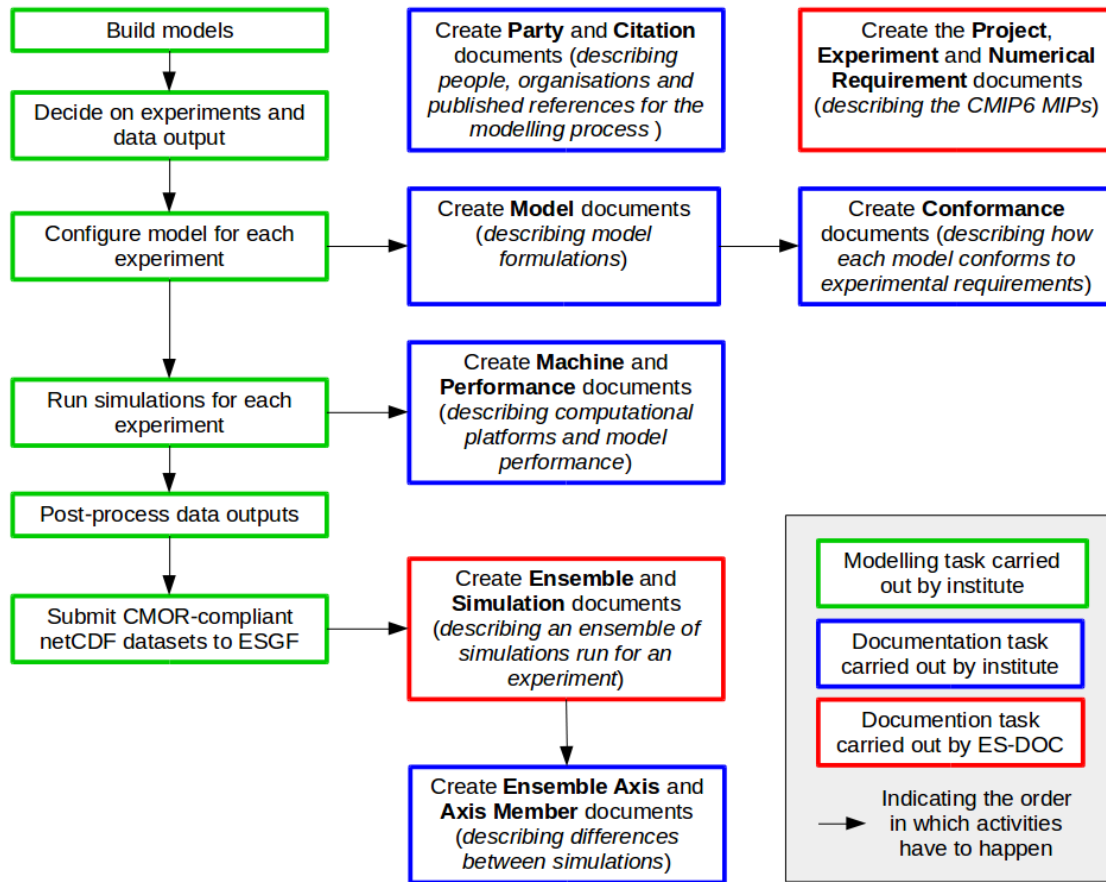 Build models
Decide on experiments and
data output
Configure model for each
experiment
Run simulations for each
experiment
Post-process data outputs
Submit CMOR-compliant
netCDF datasets to ESGF
Create Party and Citation
documents (describing
people, organisations and
published references for the
modelling process )
Create the Project,
Experiment and Numerical
Requirement documents
(describing the CMIP6 MIPs)
Create Model documents
(describing model
formulations)
Create Conformance
documents (describing how
each model conforms to
experimental requirements)
Create Machine and
Performance documents
(describing computational
platforms and model
performance)
Create Ensemble and
Simulation documents
(describing an ensemble of
simulations run for an
experiment)
Create Ensemble Axis and
Axis Member documents
(describing differences
between simulations)
Modelling task carried
out by institute
Documentation task
carried out by institute
Documention task
carried out by ES-DOC
Indicating the order
in which activities
have to happen